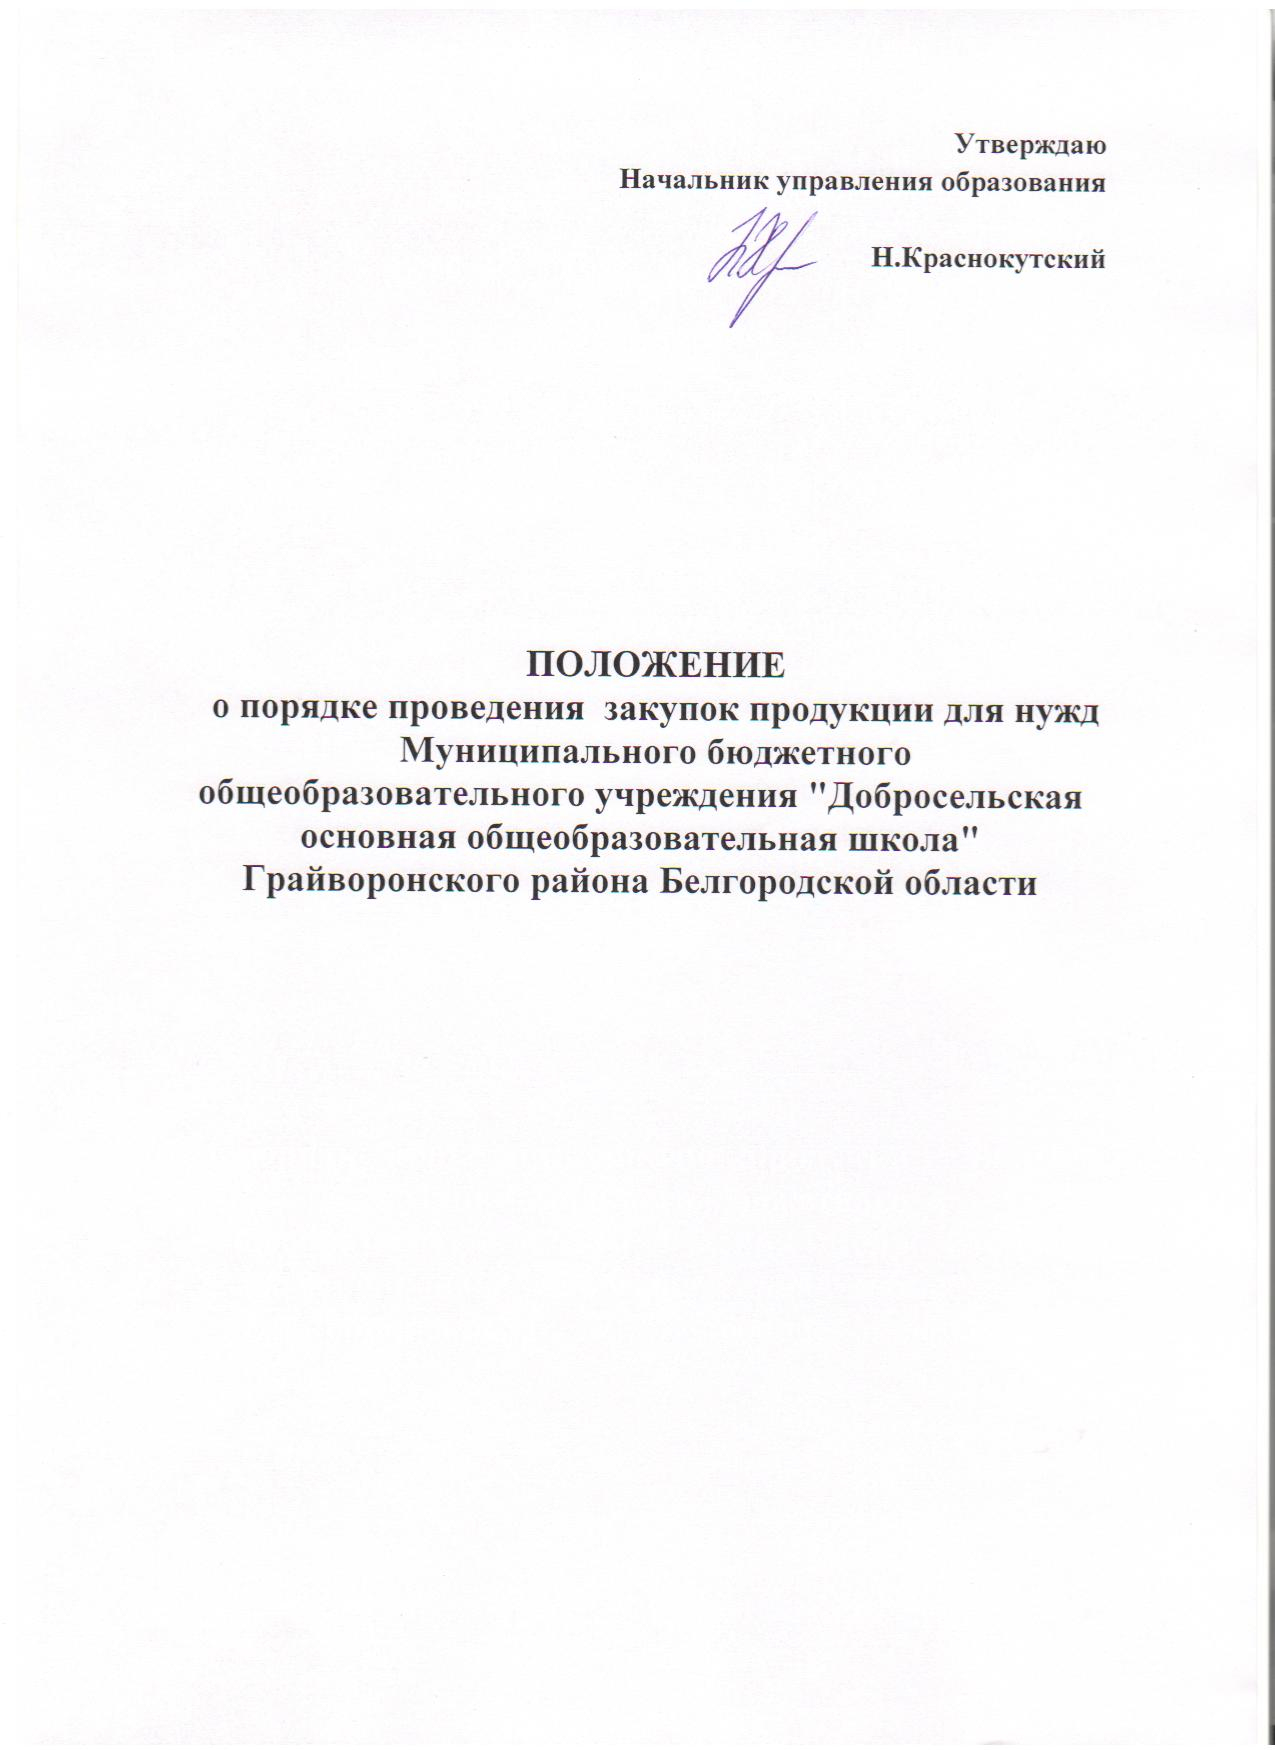 Утверждаю
Начальник управления образования
Н.Краснокутский
ПОЛОЖЕНИЕ
о порядке проведения закупок продукции для нужд
Муниципального бюджетного
общеобразовательного учреждения "Добросельская
основная общеобразовательная школа"
Грайворонского района Белгородской области